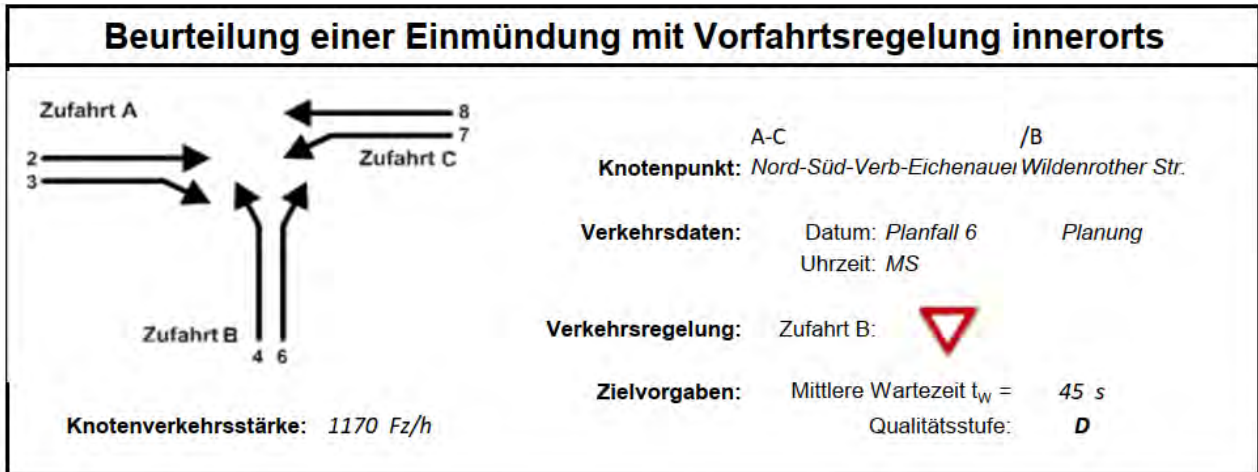 Beurteilung einer Einmündung mit Vorfahrtsregelung innerorts
Zufahrt A
8
7
Zufahrt C
2
3
Zufahrt B
4 6
Knotenverkehrsstärke: 1170 Fz/h
A-C /B
Knotenpunkt: Nord-Süd-Verb-Eichenauer Wildenrother Str.
Verkehrsdaten: Datum: Planfall 6 Planung
Uhrzeit: MS
Verkehrsregelung: Zufahrt B:
Zielvorgaben: Mittlere Wartezeit tW = 45 s
Qualitätsstufe: D